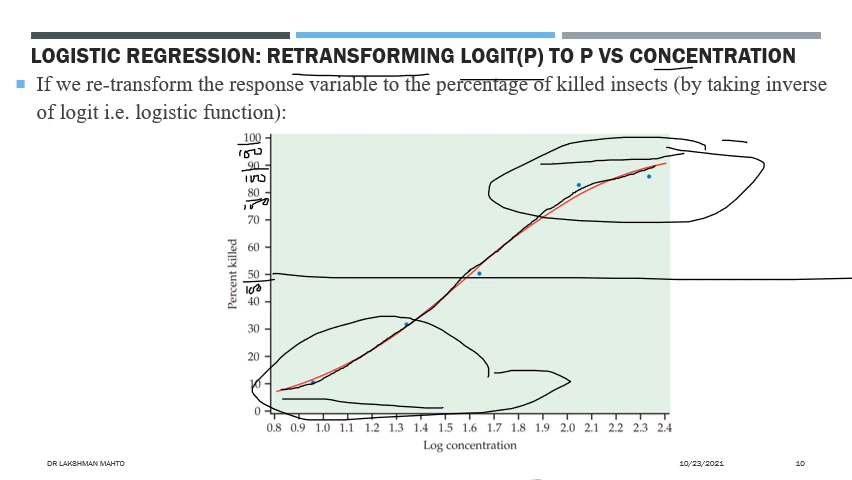 LOGISTIC REGRESSION: RETRANSFORMING LOGIT(P) TO P VS CONCENTRATION
If we re-transform the response variable to the percentage of killed insects (by taking inverse
of logit i.e. logistic function):
100
90
80
70
60
50
40
30
20
10
0
Percent killed
0.8 0.9 1.0 1.1 1.2 1.3 1.4 1.5 1.6 1.7 1.8 1.9 2.0 2.1 2.2 2.3 2.4
Log concentration
DR LAKSHMAN MAHTO
10/23/2021
10